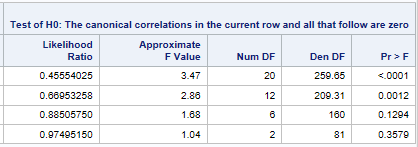 Test of H0: The canonical correlations in the current row and all that follow are zero
Likelihood Ratio Approximate F Value Num DF Den DF Pr > F
0.45554025 3.47 20 259.65 <.0001
0.66953258 2.86 12 209.31 0.0012
0.88505750 1.68 6 160 0.1294
0.97495150 1.04 2 81 0.3579